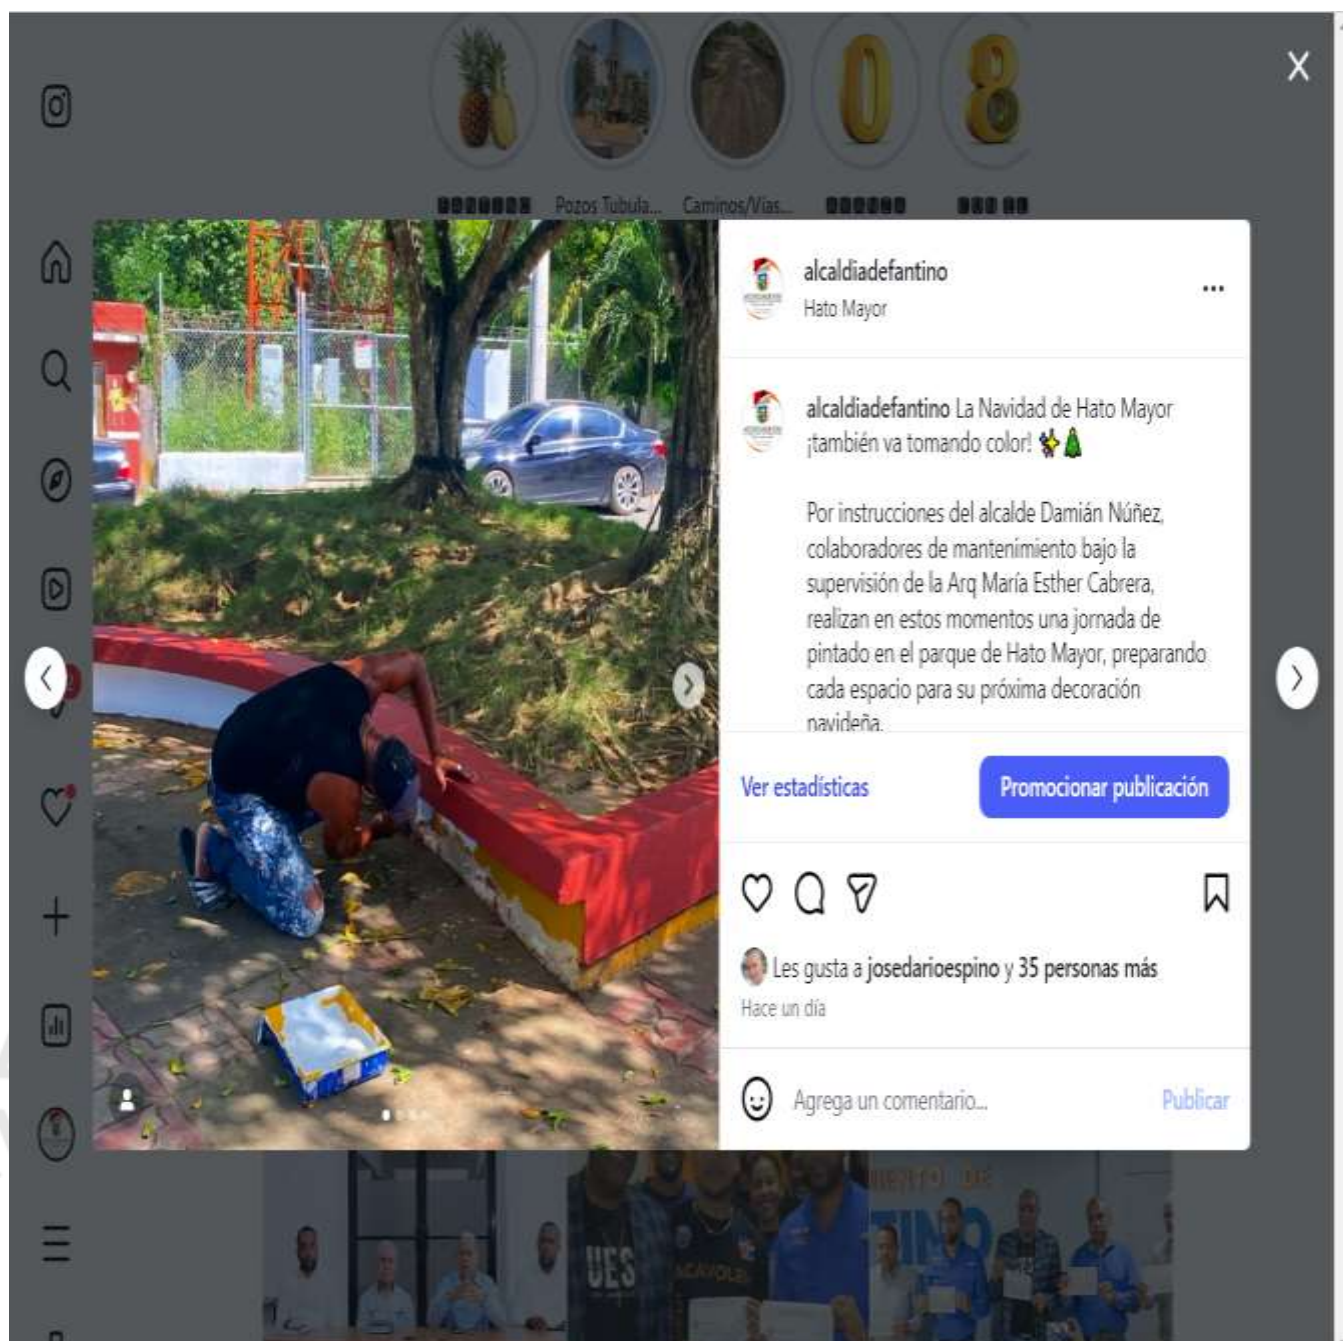 Pozos Tubula...
Caminos/Vías...
08
X
alcaldiadefantino
Hato Mayor
alcaldiadefantino La Navidad de Hato Mayor
¡también va tomando color! ✨🎄
Por instrucciones del alcalde Damián Núñez,
colaboradores de mantenimiento bajo la
supervisión de la Arq María Esther Cabrera,
realizan en estos momentos una jornada de
pintado en el parque de Hato Mayor, preparando
cada espacio para su próxima decoración
navideña.
Ver estadísticas
Promocionar publicación
Les gusta a josedarioespino y 35 personas más
Hace un día
Agrega un comentario...
Publicar
UES